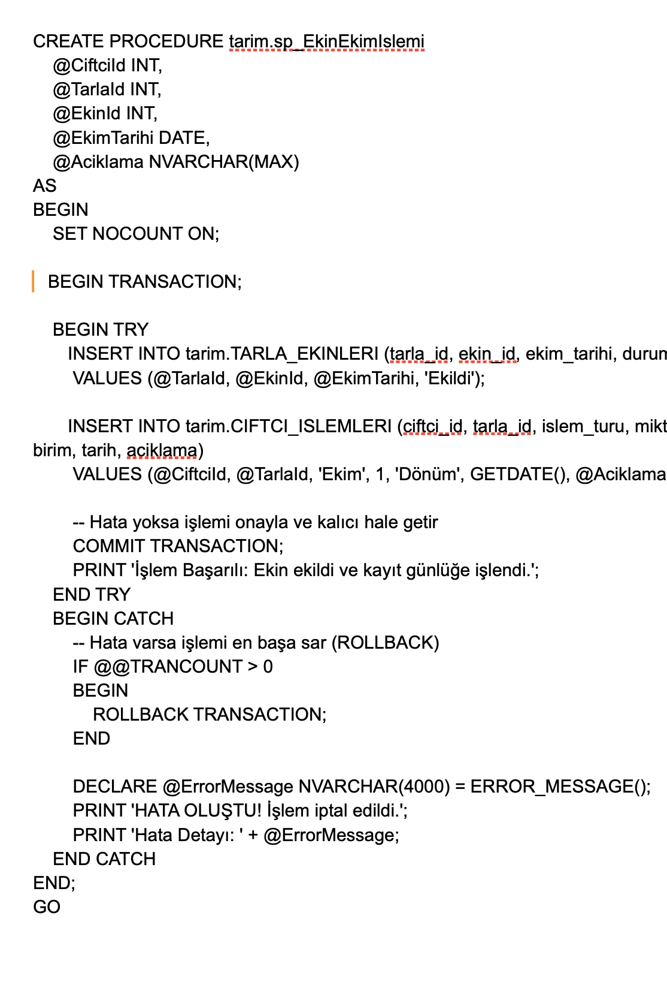 CREATE PROCEDURE tarim.sp_EkinEkimIslemi
@CiftciId INT,
@TarlaId INT,
@EkinId INT,
@EkimTarihi DATE,
@Aciklama NVARCHAR(MAX)
AS
BEGIN
SET NOCOUNT ON;
BEGIN TRANSACTION;
BEGIN TRY
INSERT INTO tarim.TARLA_EKINLERI (tarla_id, ekin_id, ekim_tarihi, durum
VALUES (@TarlaId, @EkinId, @EkimTarihi, 'Ekildi');
INSERT INTO tarim.CIFTCI_ISLEMLERI (ciftci_id, tarla_id, islem_turu, mikt
birim, tarih, aciklama)
VALUES (@CiftciId, @TarlaId, 'Ekim', 1, 'Dönüm', GETDATE(), @Aciklama
-- Hata yoksa işlemi onayla ve kalıcı hale getir
COMMIT TRANSACTION;
PRINT 'İşlem Başarılı: Ekin ekildi ve kayıt günlüğe işlendi.';
END TRY
BEGIN CATCH
-- Hata varsa işlemi en başa sar (ROLLBACK)
IF @@TRANCOUNT > 0
BEGIN
ROLLBACK TRANSACTION;
END
DECLARE @ErrorMessage NVARCHAR(4000) = ERROR_MESSAGE();
PRINT 'HATA OLUŞTU! İşlem iptal edildi.';
PRINT 'Hata Detayı: ' + @ErrorMessage;
END CATCH
END;
GO